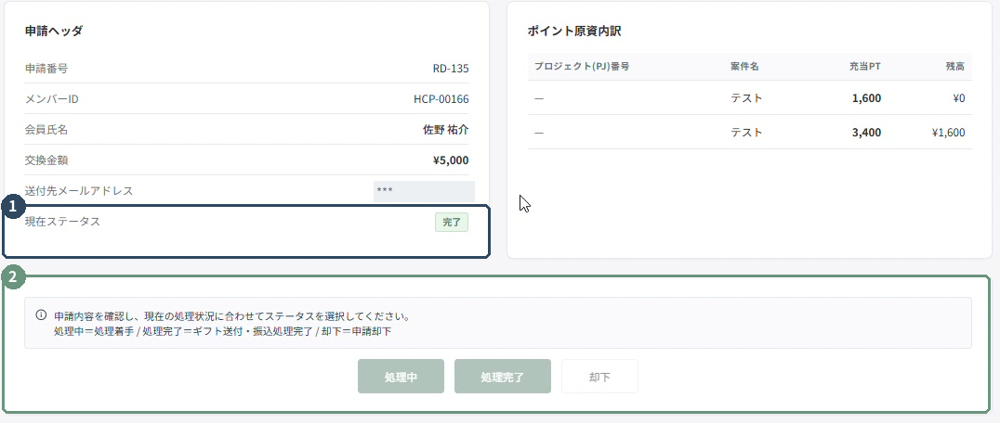 申請ヘッダ
申請番号 RD-135
メンバーID HCP-00166
会員氏名 佐野 祐介
交換金額 ¥5,000
送付先メールアドレス ***
1
現在ステータス 完了
ポイント原資内訳
プロジェクト(PJ)番号 案件名 充当PT 残高
— テスト 1,600 ¥0
— テスト 3,400 ¥1,600
2
申請内容を確認し、現在の処理状況に合わせてステータスを選択してください。
処理中＝処理着手 / 処理完了＝ギフト送付・振込処理完了 / 却下＝申請却下
処理中 処理完了 却下